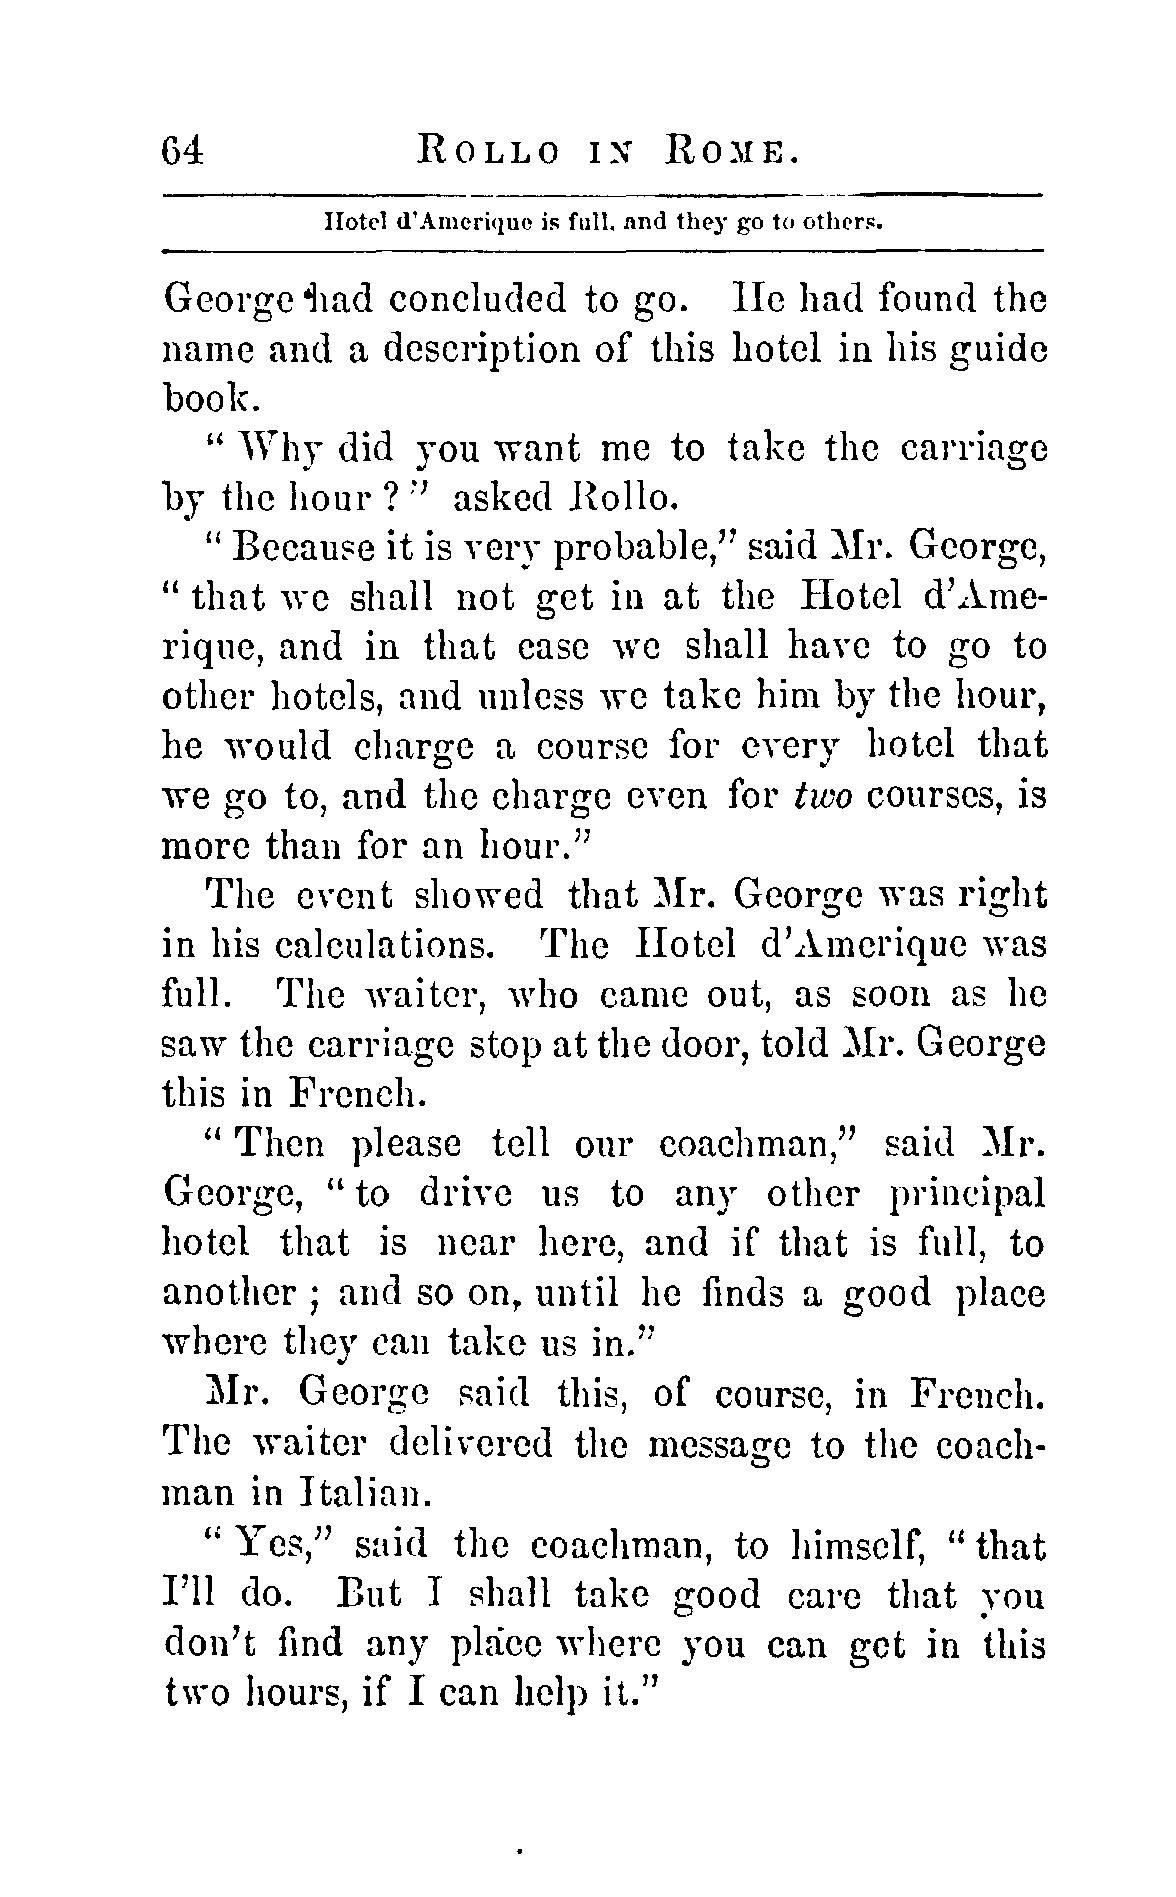 64 ROLLO IN ROME.
Hotel d'Amerique is full, and they go to others.
George had concluded to go. He had found the
name and a description of this hotel in his guide
book.
“ Why did you want me to take the carriage
by the hour ? ” asked Rollo.
“ Because it is very probable,” said Mr. George,
“ that we shall not get in at the Hotel d’Ame-
rique, and in that case we shall have to go to
other hotels, and unless we take him by the hour,
he would charge a course for every hotel that
we go to, and the charge even for two courses, is
more than for an hour.”
The event showed that Mr. George was right
in his calculations. The Hotel d’Amerique was
full. The waiter, who came out, as soon as he
saw the carriage stop at the door, told Mr. George
this in French.
“ Then please tell our coachman,” said Mr.
George, “ to drive us to any other principal
hotel that is near here, and if that is full, to
another ; and so on, until he finds a good place
where they can take us in.”
Mr. George said this, of course, in French.
The waiter delivered the message to the coach-
man in Italian.
“ Yes,” said the coachman, to himself, “ that
I’ll do. But I shall take good care that you
don’t find any place where you can get in this
two hours, if I can help it.”